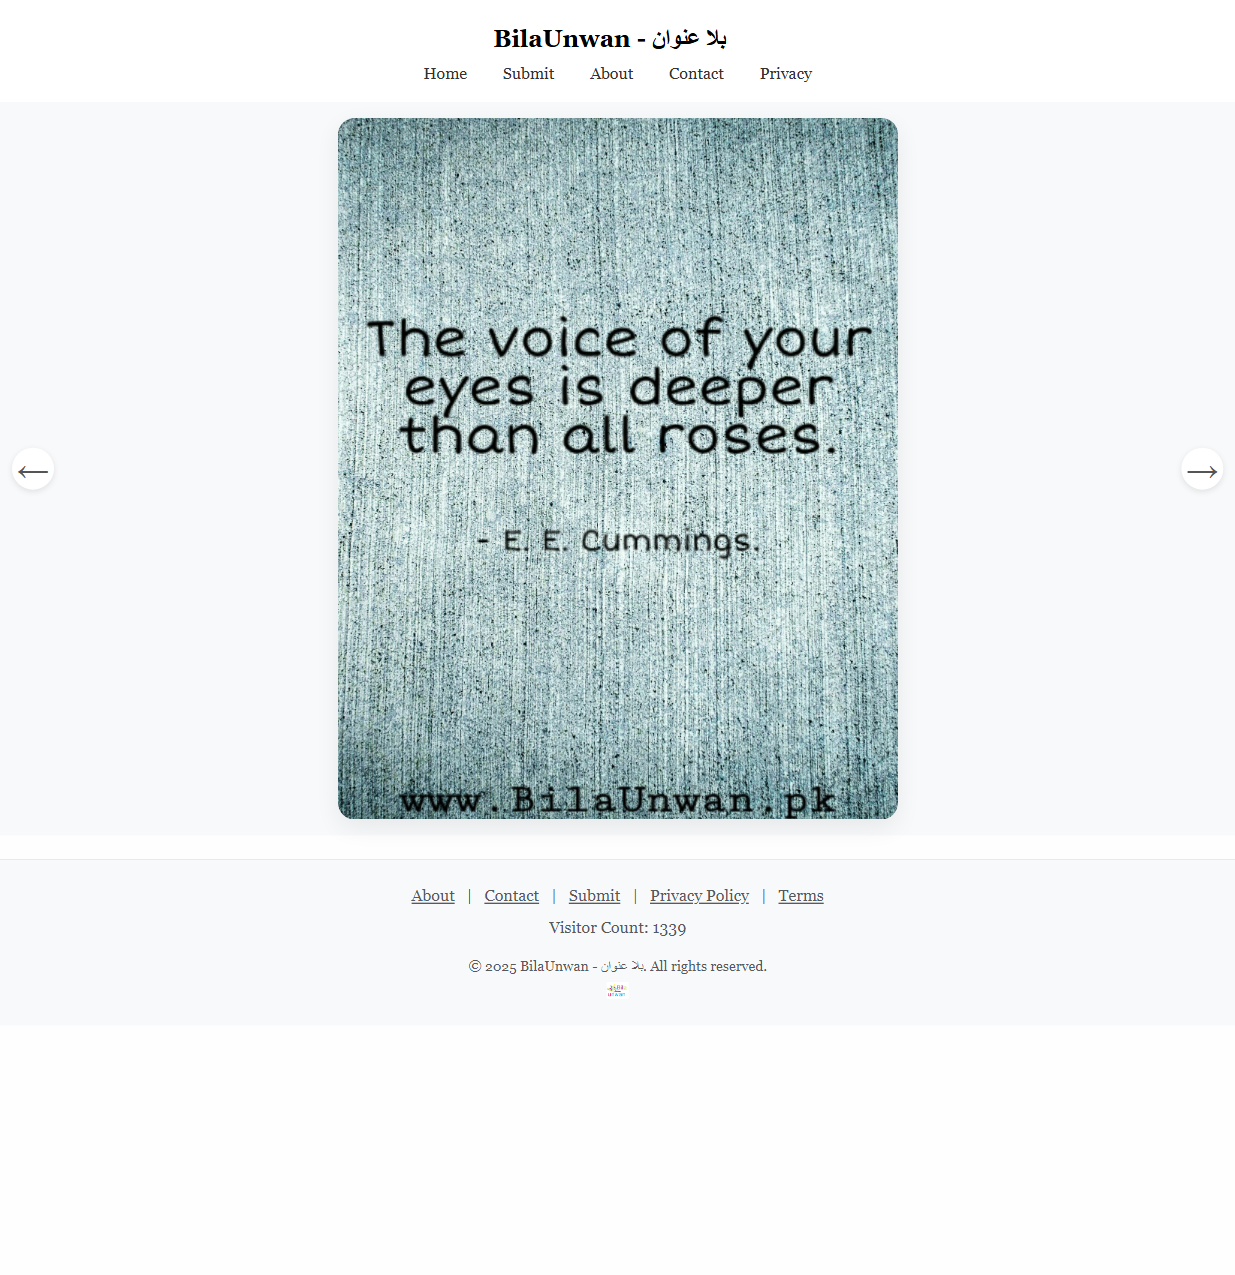 BilaUnwan - بلا عنوان
Home Submit About Contact Privacy
The voice of your
eyes is deeper
than all roses.
- E. E. Cummings.
www.BilaUnwan.pk
About | Contact | Submit | Privacy Policy | Terms
Visitor Count: 1339
© 2025 BilaUnwan - بلا عنوان. All rights reserved.